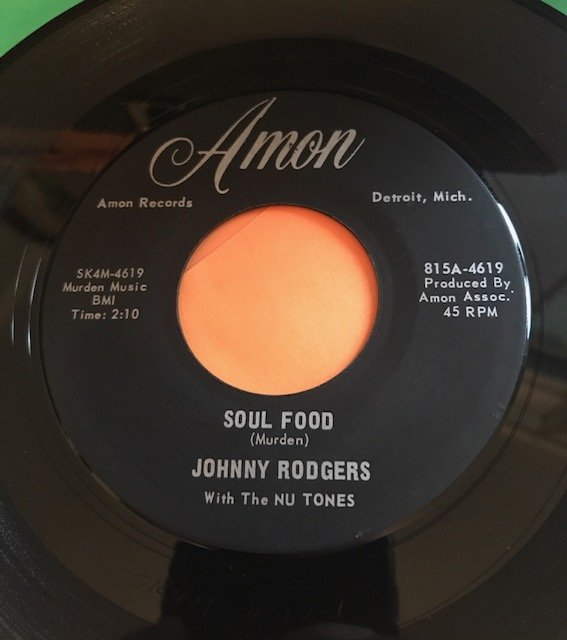 Amon
Amon Records
Detroit, Mich.
SK4M-4619
Murden Music
BMI
Time: 2:10
815A-4619
Produced By
Amon Assoc.
45 RPM
SOUL FOOD
(Murden)
JOHNNY RODGERS
With The NU TONES